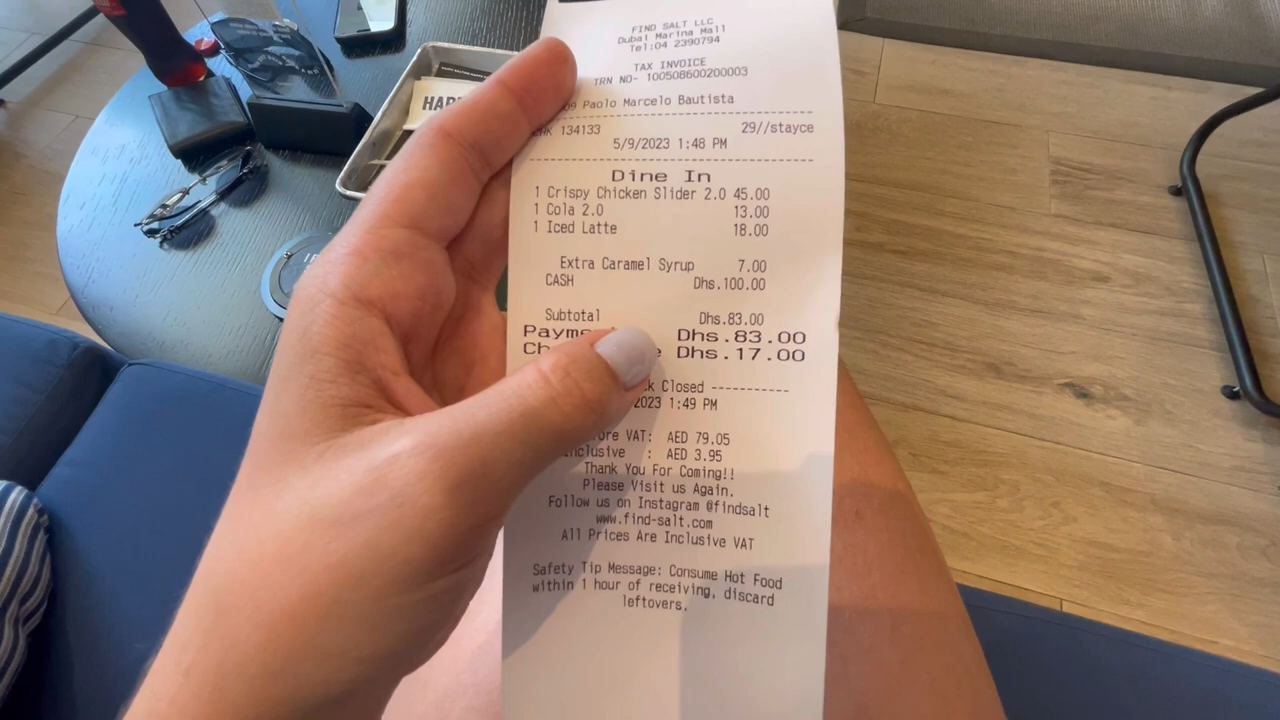 FIND SALT LLC
Dubai Marina Mall
Tel:04 2390794
TAX INVOICE
TRN NO- 100508600200003
09 Paolo Marcelo Bautista
134133 29//stayce
5/9/2023 1:48 PM
Dine In
1 Crispy Chicken Slider 2.0 45.00
1 Cola 2.0 13.00
1 Iced Latte 18.00
Extra Caramel Syrup 7.00
CASH Dhs.100.00
Subtotal Dhs.83.00
Dhs.83.00
Dhs.17.00
Closed -----------
2023 1:49 PM
VAT: AED 79.05
: AED 3.95
Thank You For Coming!!
Please Visit us Again.
Follow us on Instagram @findsalt
www.find-salt.com
All Prices Are Inclusive VAT
Safety Tip Message: Consume Hot Food
within 1 hour of receiving, discard
leftovers.